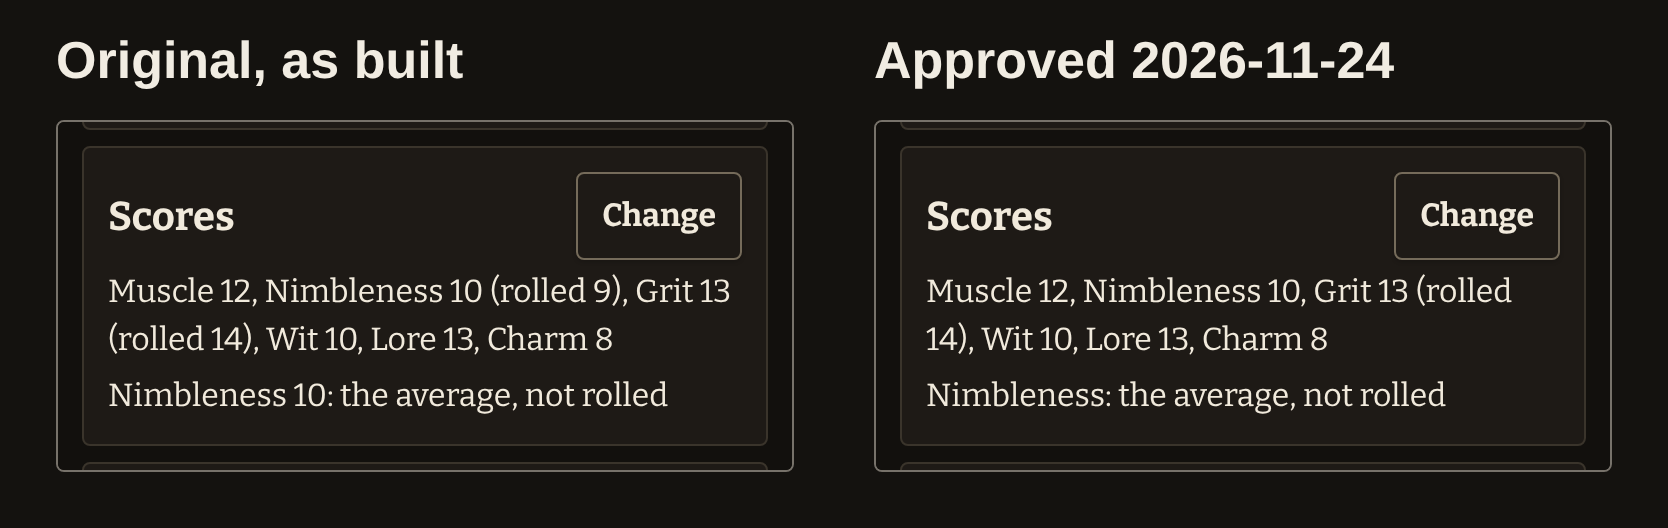 Original, as built
Scores
Change
Muscle 12, Nimbleness 10 (rolled 9), Grit 13
(rolled 14), Wit 10, Lore 13, Charm 8
Nimbleness 10: the average, not rolled
Approved 2026-11-24
Scores
Change
Muscle 12, Nimbleness 10, Grit 13 (rolled
14), Wit 10, Lore 13, Charm 8
Nimbleness: the average, not rolled